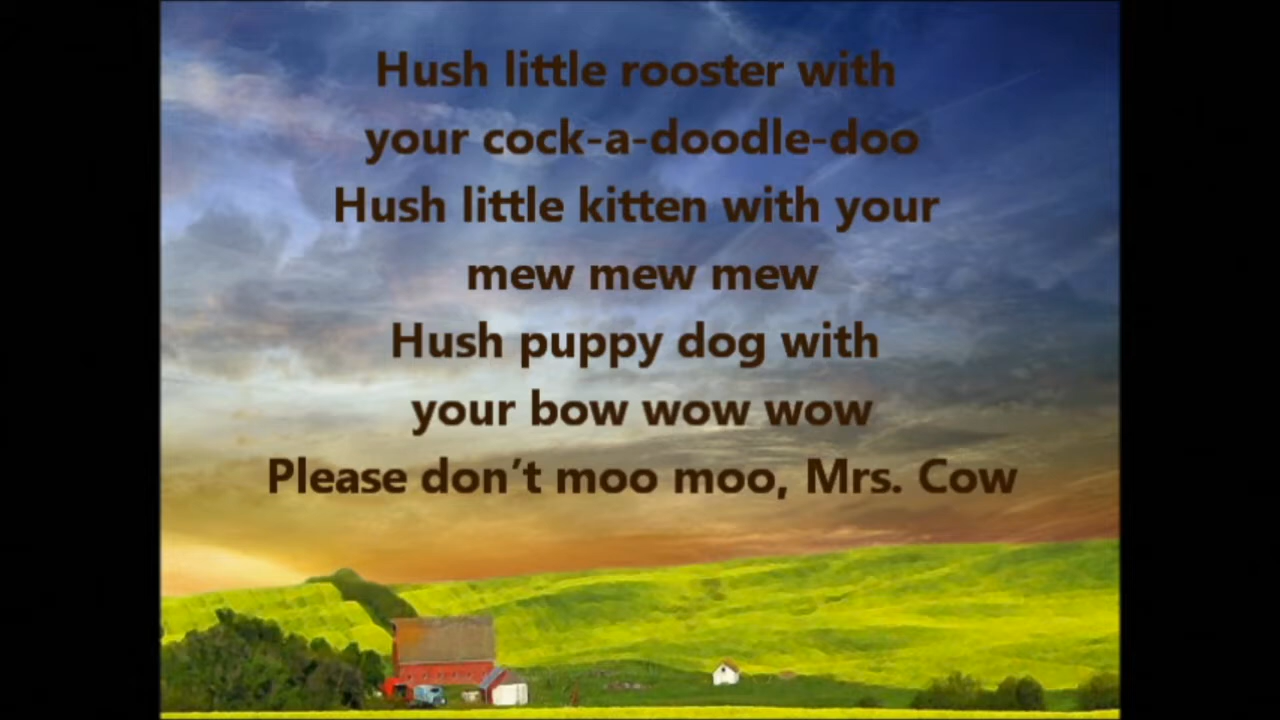 Hush little rooster with
your cock-a-doodle-doo
Hush little kitten with your
mew mew mew
Hush puppy dog with
your bow wow wow
Please don’t moo moo, Mrs. Cow